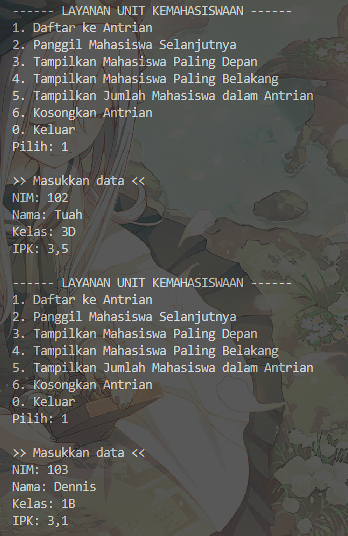 ------ LAYANAN UNIT KEMAHASISWAAN ------
1. Daftar ke Antrian
2. Panggil Mahasiswa Selanjutnya
3. Tampilkan Mahasiswa Paling Depan
4. Tampilkan Mahasiswa Paling Belakang
5. Tampilkan Jumlah Mahasiswa dalam Antrian
6. Kosongkan Antrian
0. Keluar
Pilih: 1
>> Masukkan data <<
NIM: 102
Nama: Tuah
Kelas: 3D
IPK: 3,5
------ LAYANAN UNIT KEMAHASISWAAN ------
1. Daftar ke Antrian
2. Panggil Mahasiswa Selanjutnya
3. Tampilkan Mahasiswa Paling Depan
4. Tampilkan Mahasiswa Paling Belakang
5. Tampilkan Jumlah Mahasiswa dalam Antrian
6. Kosongkan Antrian
0. Keluar
Pilih: 1
>> Masukkan data <<
NIM: 103
Nama: Dennis
Kelas: 1B
IPK: 3,1